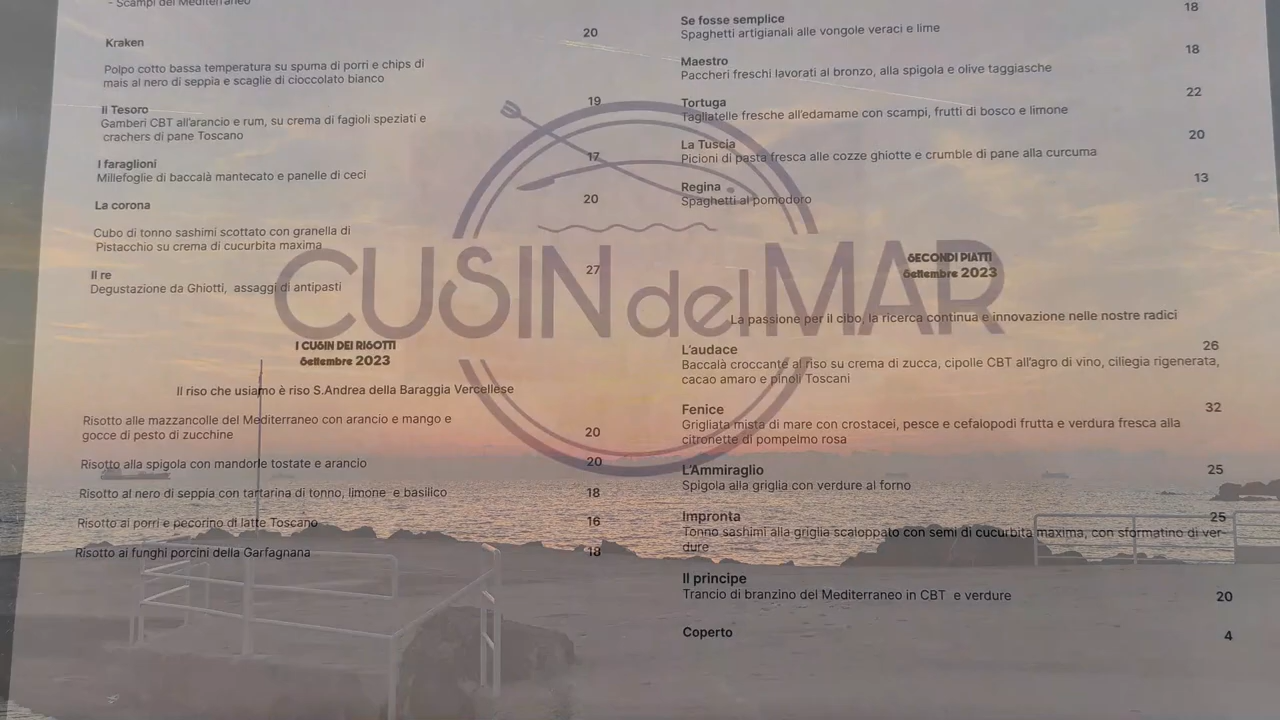 - Scampi del Mediterraneo
Kraken
20
Polpo cotto bassa temperatura su spuma di porri e chips di
mais al nero di seppia e scaglie di cioccolato bianco
Il Tesoro
19
Gamberi CBT all'arancio e rum, su crema di fagioli speziati e
crachers di pane Toscano
I faraglioni
17
Millefoglie di baccalà mantecato e panelle di ceci
La corona
20
Cubo di tonno sashimi scottato con granella di
Pistacchio su crema di cucurbita maxima
Il re
27
Degustazione da Ghiotti, assaggi di antipasti
I CUSIN DEI RISOTTI
Settembre 2023
Il riso che usiamo è riso S.Andrea della Baraggia Vercellese
Risotto alle mazzancolle del Mediterraneo con arancio e mango e
gocce di pesto di zucchine
20
Risotto alla spigola con mandorle tostate e arancio
20
Risotto al nero di seppia con tartarina di tonno, limone e basilico
18
Risotto ai porri e pecorino di latte Toscano
16
Risotto ai funghi porcini della Garfagnana
18
CUSIN del MAR
18
Se fosse semplice
Spaghetti artigianali alle vongole veraci e lime
Maestro
18
Paccheri freschi lavorati al bronzo, alla spigola e olive taggiasche
Tortuga
22
Tagliatelle fresche all'edamame con scampi, frutti di bosco e limone
La Tuscia
20
Picioni di pasta fresca alle cozze ghiotte e crumble di pane alla curcuma
Regina
13
Spaghetti al pomodoro
SECONDI PIATTI
Settembre 2023
La passione per il cibo, la ricerca continua e innovazione nelle nostre radici
L'audace
26
Baccalà croccante al riso su crema di zucca, cipolle CBT all'agro di vino, ciliegia rigenerata,
cacao amaro e pinoli Toscani
Fenice
32
Grigliata mista di mare con crostacei, pesce e cefalopodi frutta e verdura fresca alla
citronette di pompelmo rosa
L'Ammiraglio
25
Spigola alla griglia con verdure al forno
Impronta
25
Tonno sashimi alla griglia scaloppato con semi di cucurbita maxima, con sformatino di ver-
dure
Il principe
Trancio di branzino del Mediterraneo in CBT e verdure
20
Coperto
4